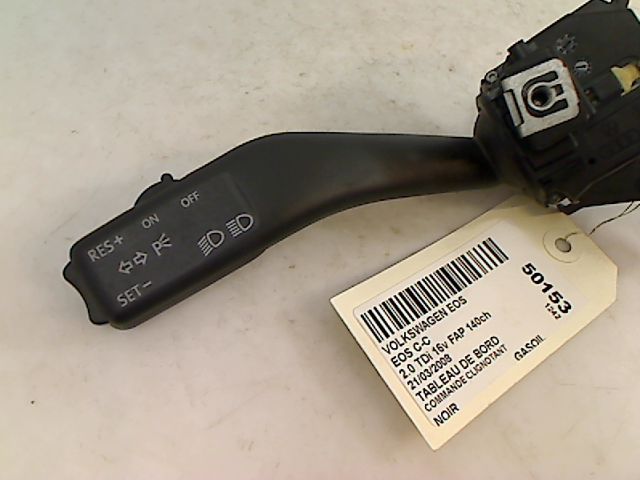 RES+
ON
OFF
SET-
50153
VOLKSWAGEN EOS
EOS C-C
2.0 TDi 16v FAP 140ch
21/03/2008
TABLEAU DE BORD
COMMANDE CLIGNOTANT
GASOIL
NOIR